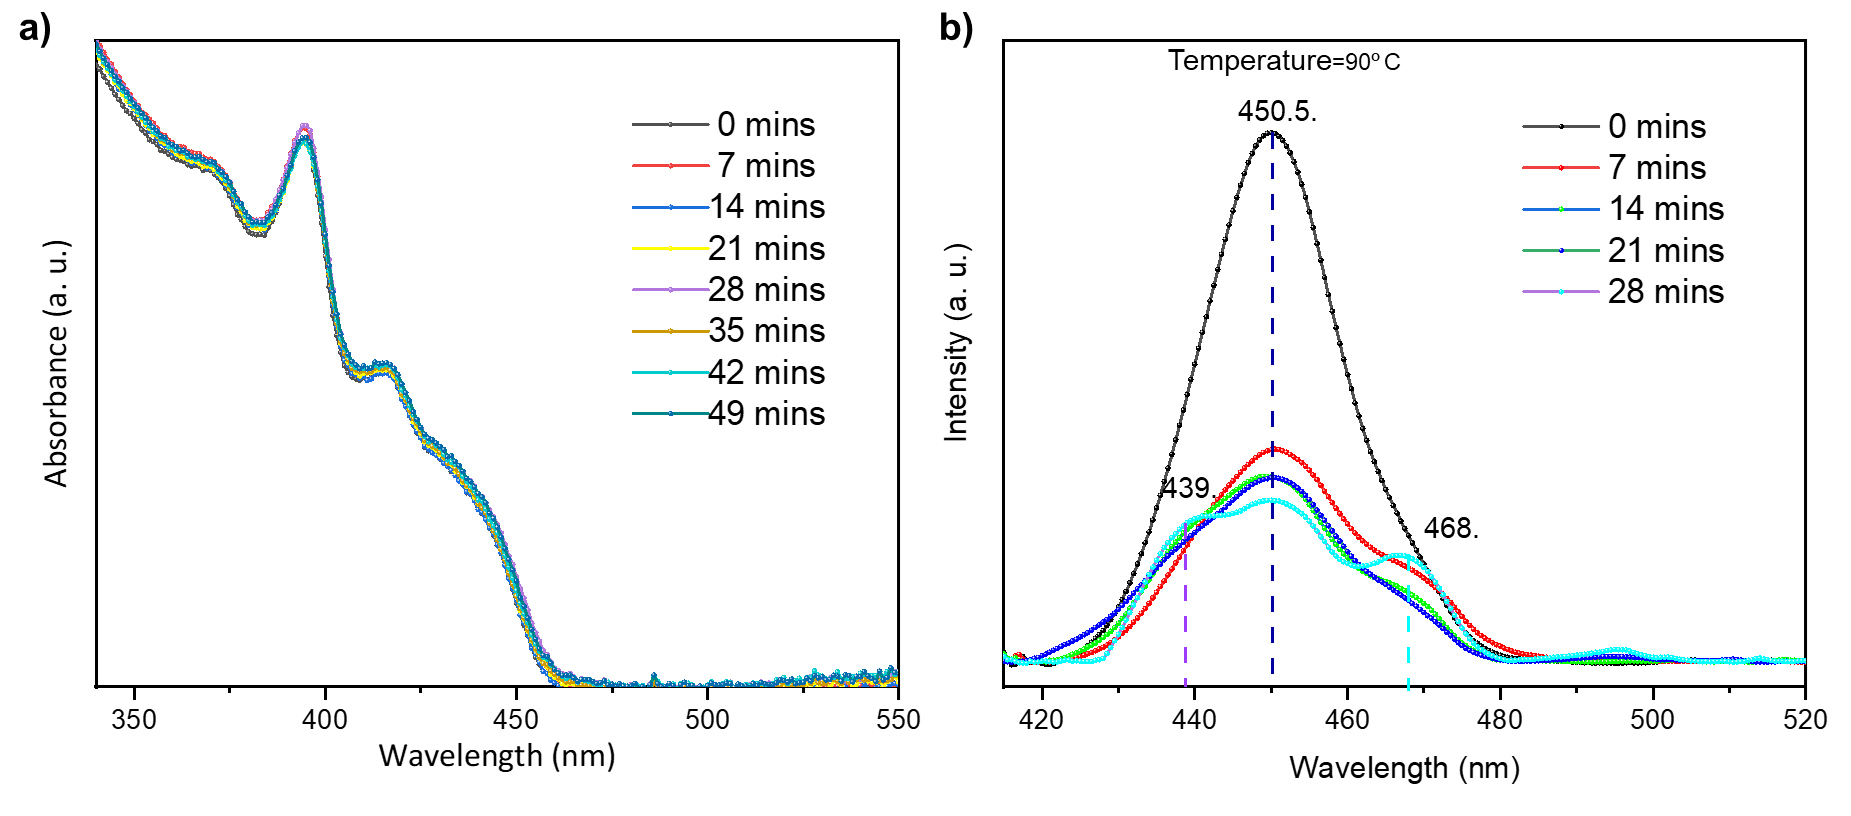 a)
0 mins
7 mins
14 mins
21 mins
28 mins
35 mins
42 mins
49 mins
Absorbance (a. u.)
350 400 450 500 550
Wavelength (nm)
b)
Temperature=90º C
450.5.
0 mins
7 mins
14 mins
21 mins
28 mins
439.
468.
Intensity (a. u.)
420 440 460 480 500 520
Wavelength (nm)